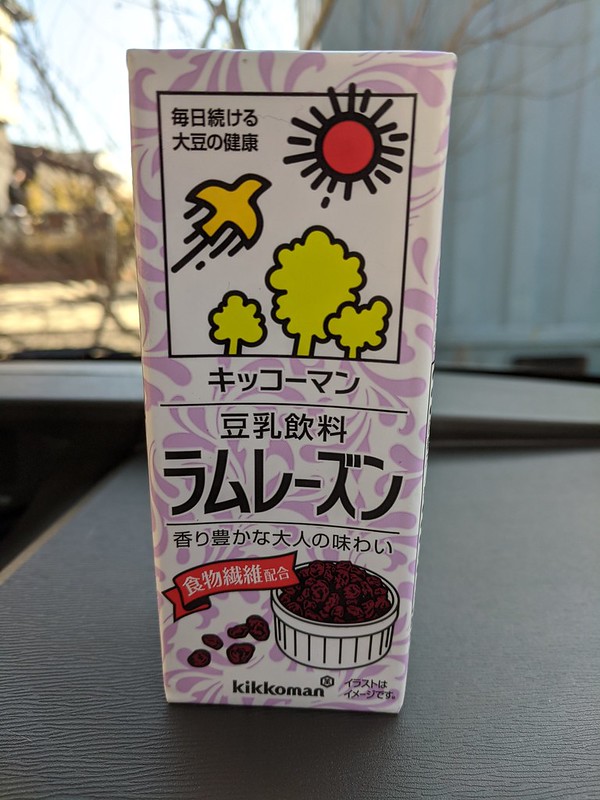 毎日続ける
大豆の健康
キッコーマン
豆乳飲料
ラムレーズン
香り豊かな大人の味わい
食物繊維配合
kikkoman
イラストは
イメージです。